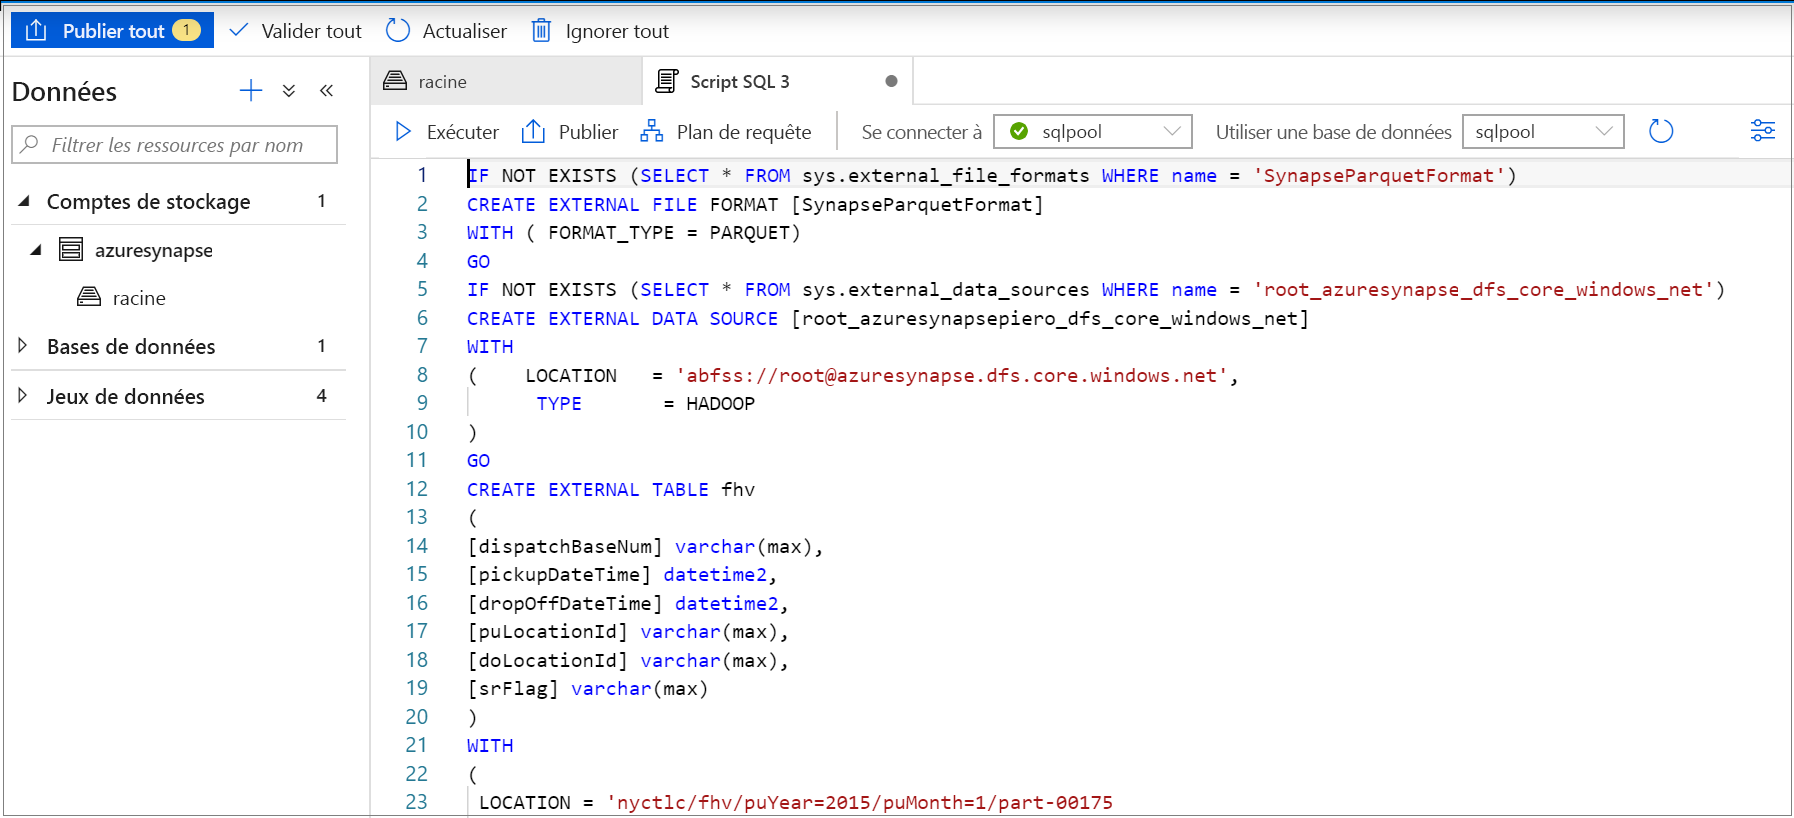 Publier tout 1 Valider tout Actualiser Ignorer tout
Données
Filtrer les ressources par nom
Comptes de stockage 1
azuresynapse
racine
Bases de données 1
Jeux de données 4
racine Script SQL 3
Exécuter Publier Plan de requête Se connecter à sqlpool Utiliser une base de données sqlpool
1 IF NOT EXISTS (SELECT * FROM sys.external_file_formats WHERE name = 'SynapseParquetFormat')
2 CREATE EXTERNAL FILE FORMAT [SynapseParquetFormat]
3 WITH ( FORMAT_TYPE = PARQUET)
4 GO
5 IF NOT EXISTS (SELECT * FROM sys.external_data_sources WHERE name = 'root_azuresynapse_dfs_core_windows_net')
6 CREATE EXTERNAL DATA SOURCE [root_azuresynapsepiero_dfs_core_windows_net]
7 WITH
8 ( LOCATION = 'abfss://root@azuresynapse.dfs.core.windows.net',
9 TYPE = HADOOP
10 )
11 GO
12 CREATE EXTERNAL TABLE fhv
13 (
14 [dispatchBaseNum] varchar(max),
15 [pickupDateTime] datetime2,
16 [dropOffDateTime] datetime2,
17 [puLocationId] varchar(max),
18 [doLocationId] varchar(max),
19 [srFlag] varchar(max)
20 )
21 WITH
22 (
23 LOCATION = 'nyctlc/fhv/puYear=2015/puMonth=1/part-00175